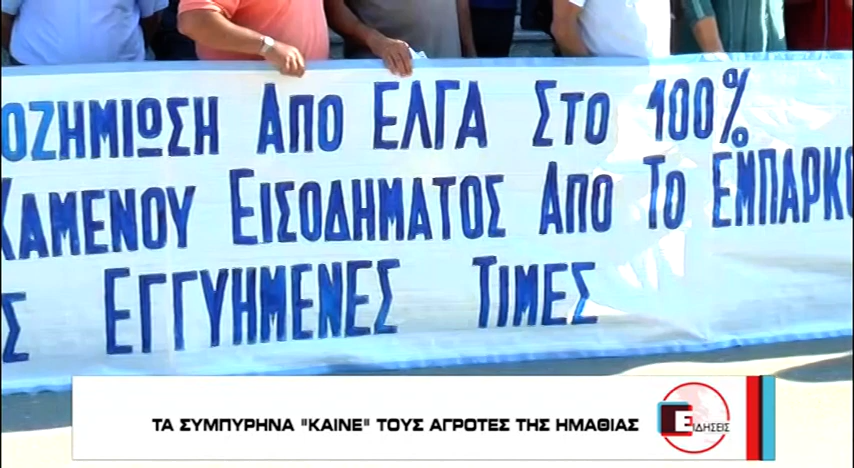 ΟΖΗΜΙΩΣΗ ΑΠΟ ΕΛΓΑ ΣΤΟ 100%
ΧΑΜΕΝΟΥ ΕΙΣΟΔΗΜΑΤΟΣ ΑΠΟ ΤΟ ΕΜΠΑΡΚΟ
Σ ΕΓΓΥΗΜΕΝΕΣ ΤΙΜΕΣ
ΤΑ ΣΥΜΠΥΡΗΝΑ "ΚΑΙΝΕ" ΤΟΥΣ ΑΓΡΟΤΕΣ ΤΗΣ ΗΜΑΘΙΑΣ
ΕΙΔΗΣΕΙΣ